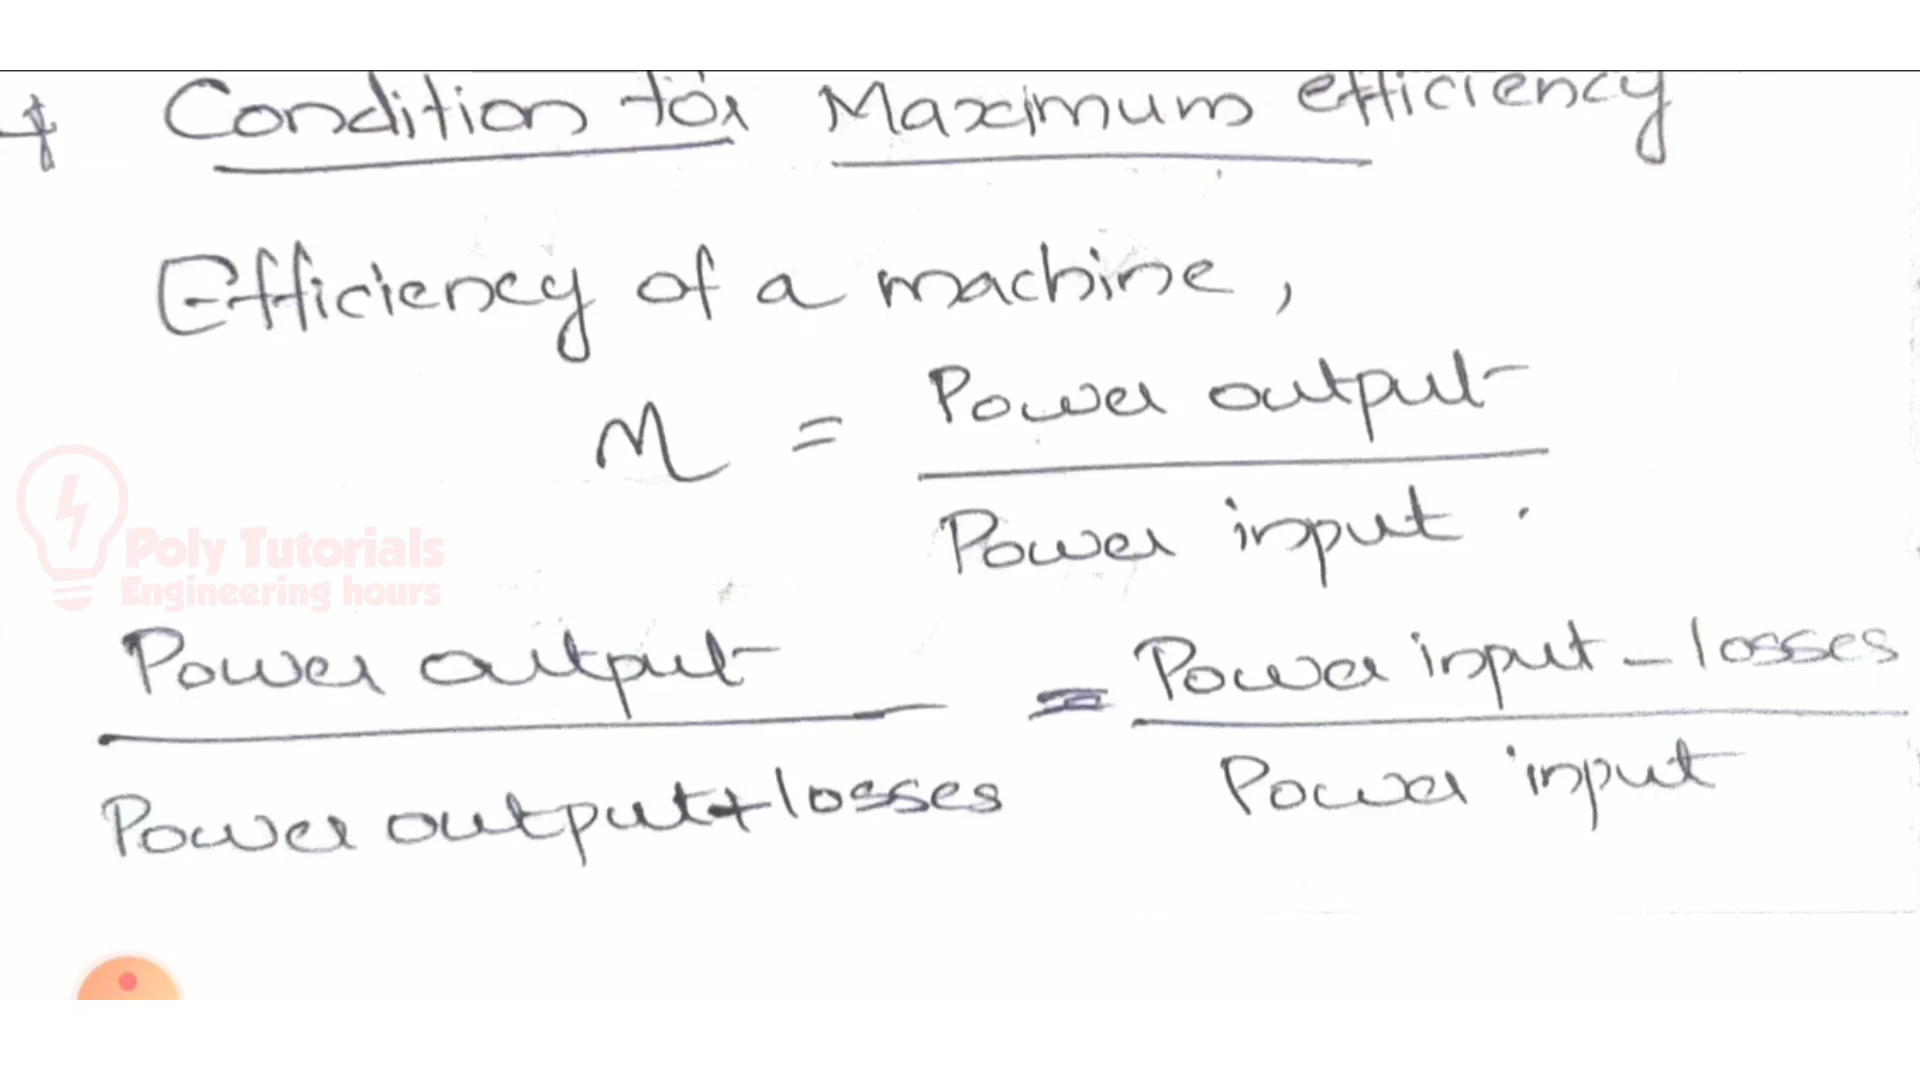 * Condition for Maximum efficiency
Efficiency of a machine,
η = Power output
Power input .
Poly Tutorials
Engineering hours
Power output = Power input - losses
Power output + losses Power input